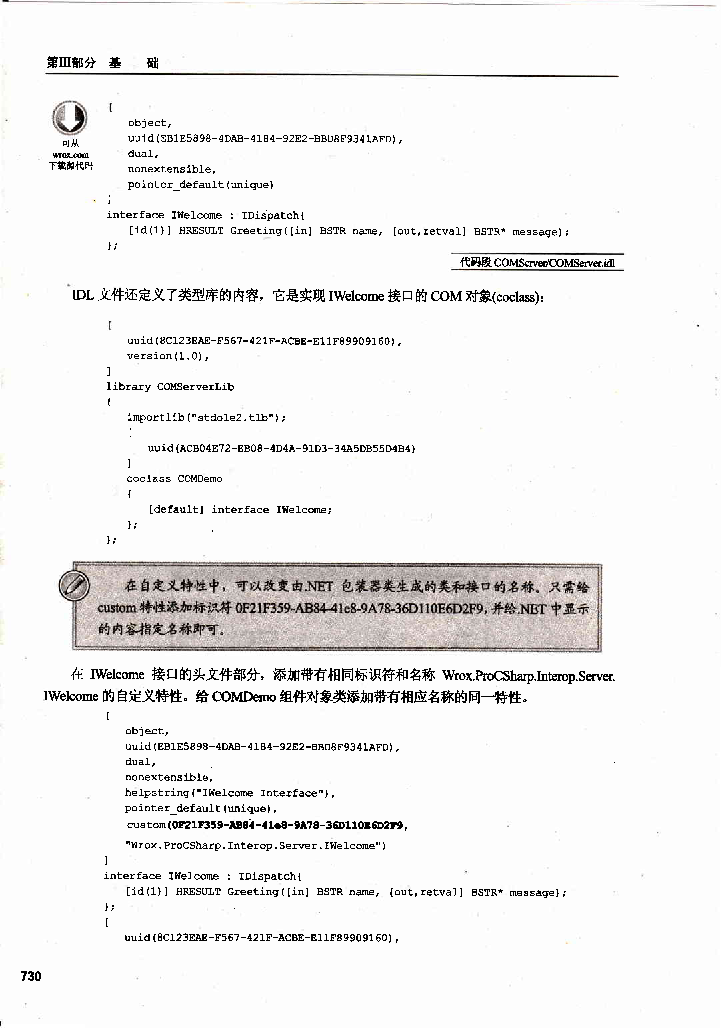 第III部分 基 础
[
object,
uuid(EB1E5898-4DAB-4184-92E2-BBD8F9341AFD),
可从
wrox.com
下载源代码
dual,
nonextensible,
pointer_default(unique)
]
interface IWelcome : IDispatch{
[id(1)] HRESULT Greeting([in] BSTR name, [out,retval] BSTR* message);
};
代码段 COMServer/COMServer.idl
IDL 文件还定义了类型库的内容，它是实现 IWelcome 接口的 COM 对象(coclass)：
[
uuid(8C123EAE-F567-421F-ACBE-E11F89909160),
version(1.0),
]
library COMServerLib
{
importlib("stdole2.tlb");
[
uuid(ACB04E72-EB08-4D4A-91D3-34A5DB55D4B4)
]
coclass COMDemo
{
[default] interface IWelcome;
};
};
在自定义特性中，可以改变由.NET 包装器类生成的类和接口的名称。只需给
custom 特性添加标识符 0F21F359-AB84-41e8-9A78-36D110E6D2F9, 并给.NET 中显示
的内容指定名称即可。
在 IWelcome 接口的头文件部分，添加带有相同标识符和名称 Wrox.ProCSharp.Interop.Server.
IWelcome 的自定义特性。给 COMDemo 组件对象类添加带有相应名称的同一特性。
[
object,
uuid(EB1E5898-4DAB-4184-92E2-BBD8F9341AFD),
dual,
nonextensible,
helpstring("IWelcome Interface"),
pointer_default(unique),
custom(0F21F359-AB84-41e8-9A78-36D110E6D2F9,
"Wrox.ProCSharp.Interop.Server.IWelcome")
]
interface IWelcome : IDispatch{
[id(1)] HRESULT Greeting([in] BSTR name, [out,retval] BSTR* message);
};
[
uuid(8C123EAE-F567-421F-ACBE-E11F89909160),
730